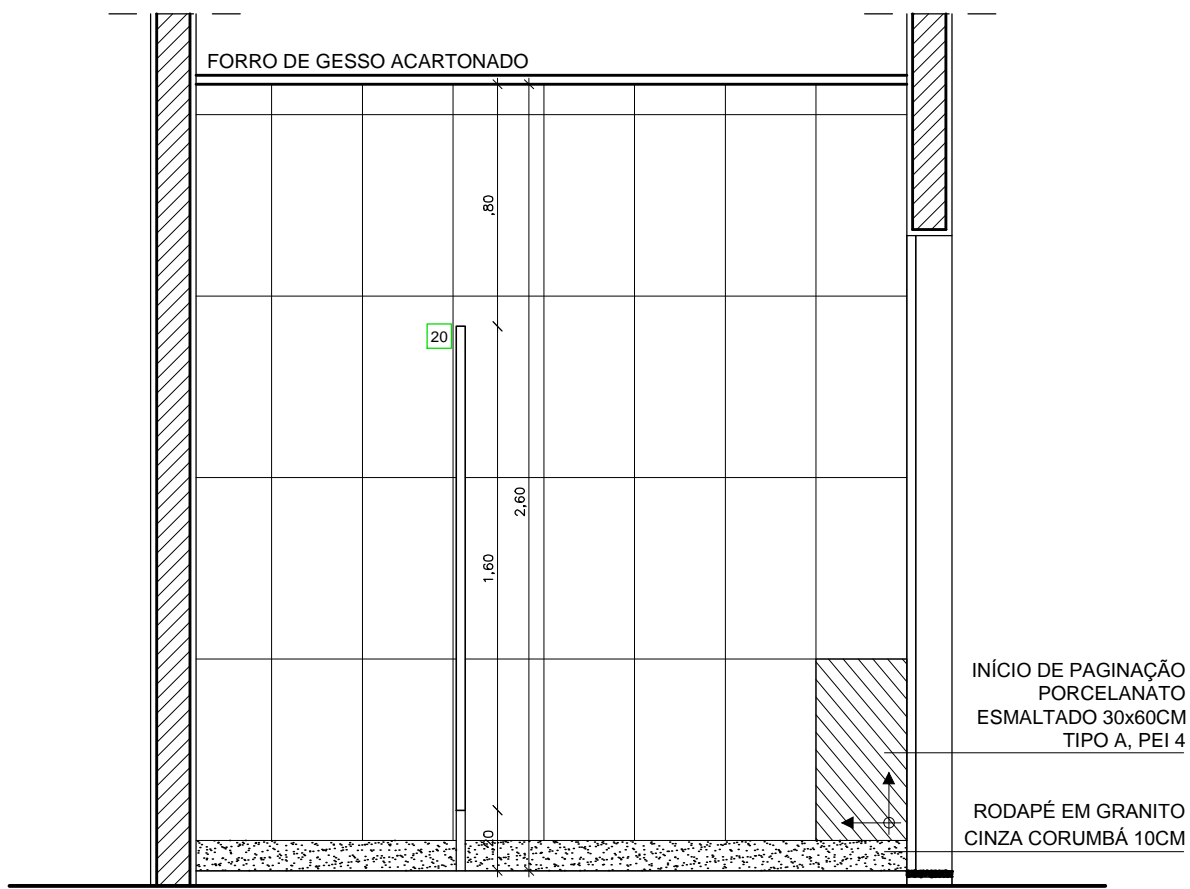 FORRO DE GESSO ACARTONADO
,80
20
2,60
1,60
,20
INÍCIO DE PAGINAÇÃO
PORCELANATO
ESMALTADO 30x60CM
TIPO A, PEI 4
RODAPÉ EM GRANITO
CINZA CORUMBÁ 10CM